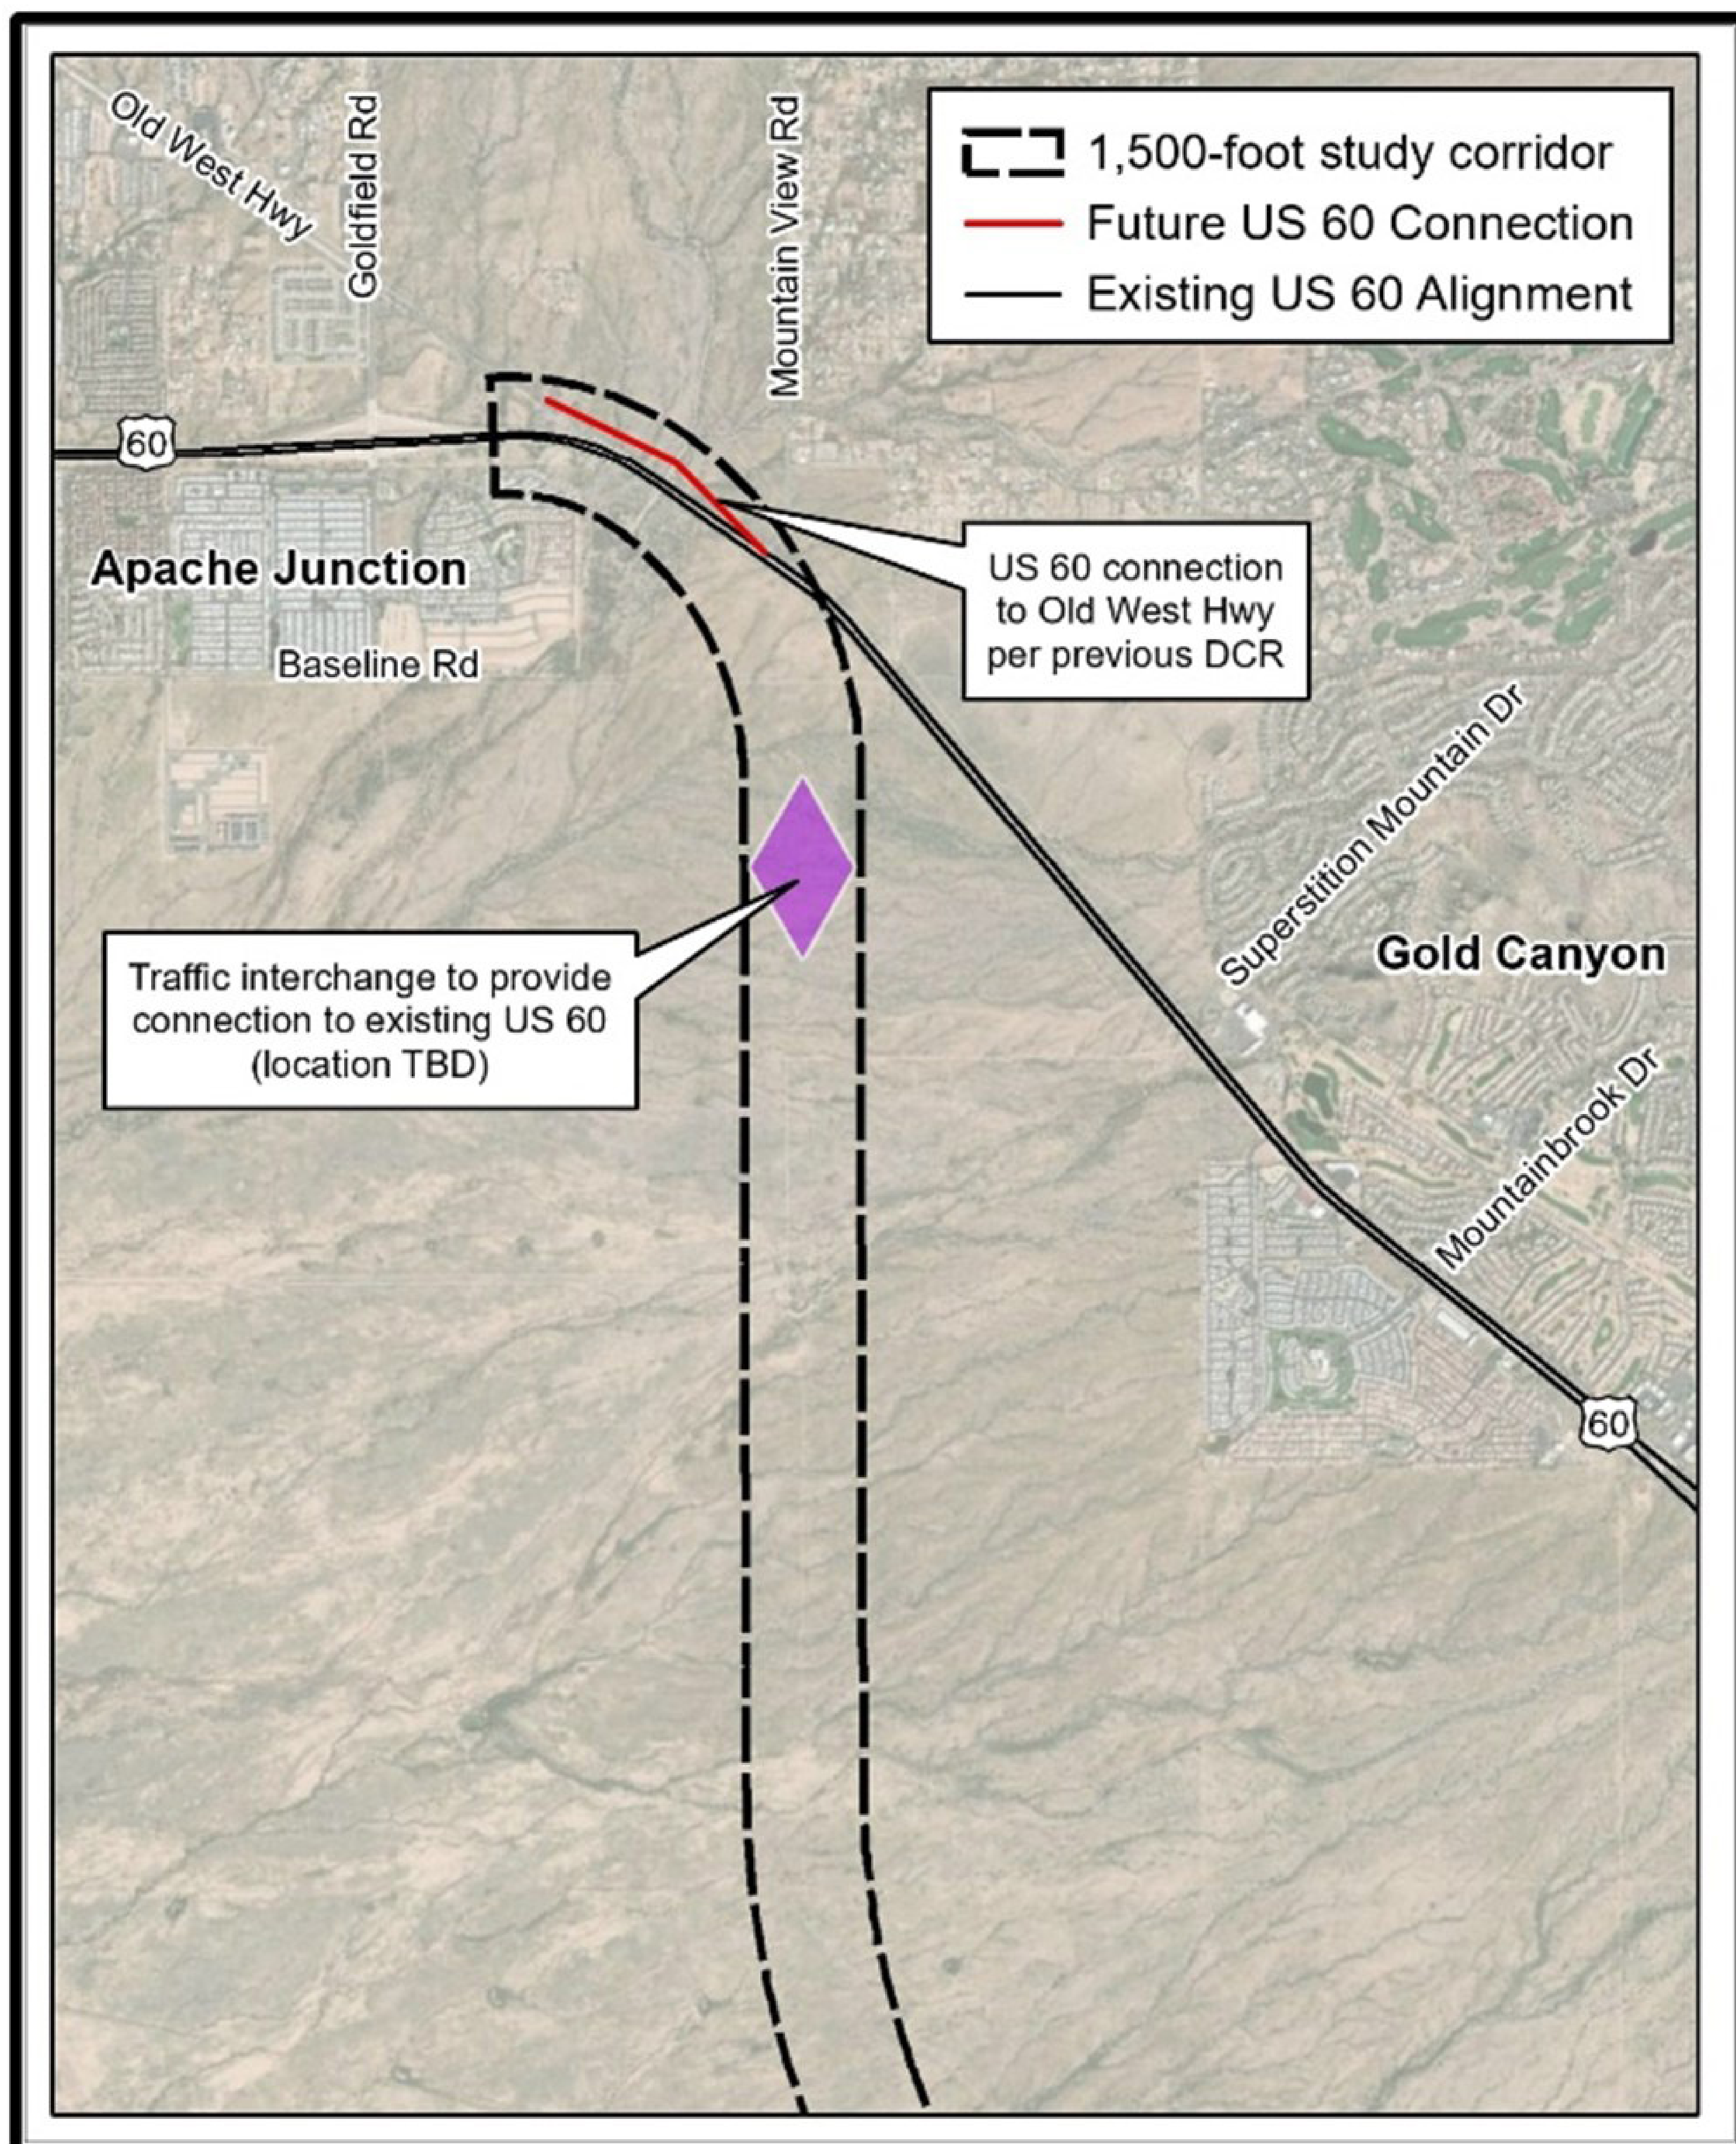 Old West Hwy
Goldfield Rd
Mountain View Rd
1,500-foot study corridor
Future US 60 Connection
Existing US 60 Alignment
60
Apache Junction
US 60 connection
to Old West Hwy
per previous DCR
Baseline Rd
Superstition Mountain Dr
Gold Canyon
Traffic interchange to provide
connection to existing US 60
(location TBD)
Mountainbrook Dr
60